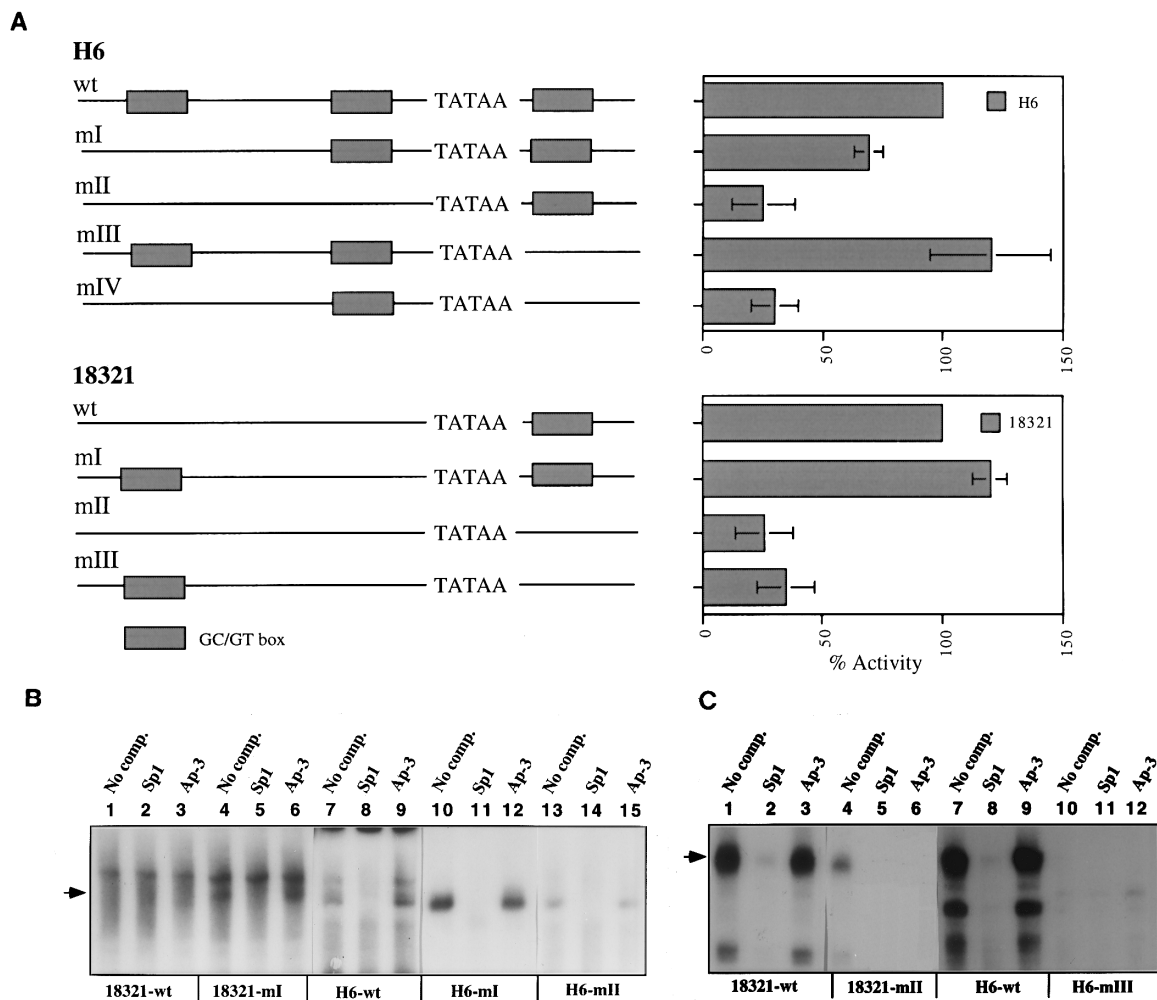 A
H6
wt
TATAA
mI
TATAA
mII
TATAA
mIII
TATAA
mIV
TATAA
H6
0 50 100 150
18321
wt
TATAA
mI
TATAA
mII
TATAA
mIII
TATAA
GC/GT box
18321
0 50 100 150
% Activity
B
No comp. Sp1 Ap-3 No comp. Sp1 Ap-3 No comp. Sp1 Ap-3 No comp. Sp1 Ap-3 No comp. Sp1 Ap-3
1 2 3 4 5 6 7 8 9 10 11 12 13 14 15
18321-wt 18321-mI H6-wt H6-mI H6-mII
C
No comp. Sp1 Ap-3 No comp. Sp1 Ap-3 No comp. Sp1 Ap-3 No comp. Sp1 Ap-3
1 2 3 4 5 6 7 8 9 10 11 12
18321-wt 18321-mII H6-wt H6-mIII